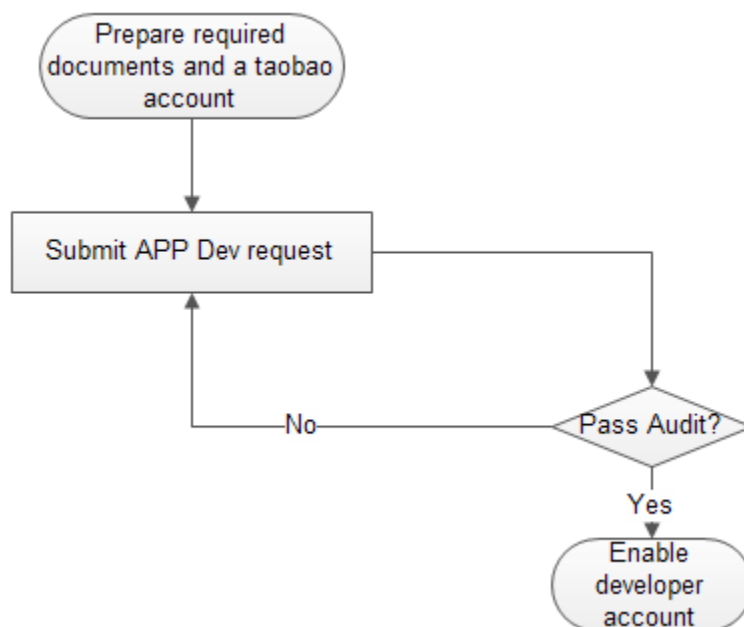 Prepare required
documents and a taobao
account
Submit APP Dev request
Pass Audit?
No
Yes
Enable
developer
account